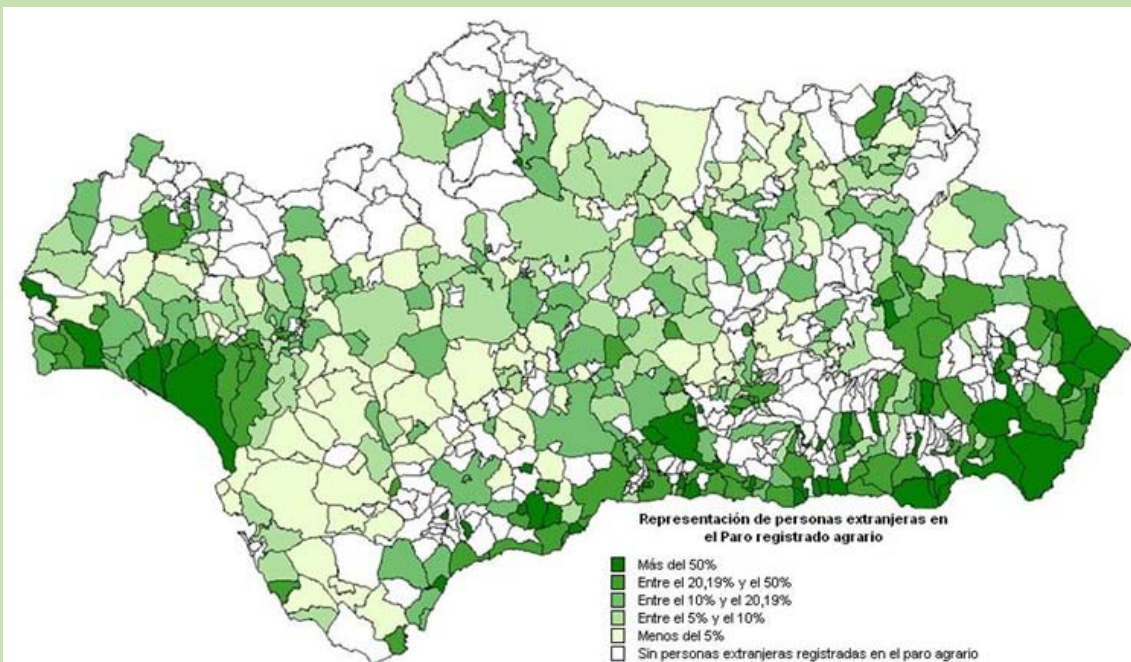 Representación de personas extranjeras en
el Paro registrado agrario
Más del 50%
Entre el 20,19% y el 50%
Entre el 10% y el 20,19%
Entre el 5% y el 10%
Menos del 5%
Sin personas extranjeras registradas en el paro agrario